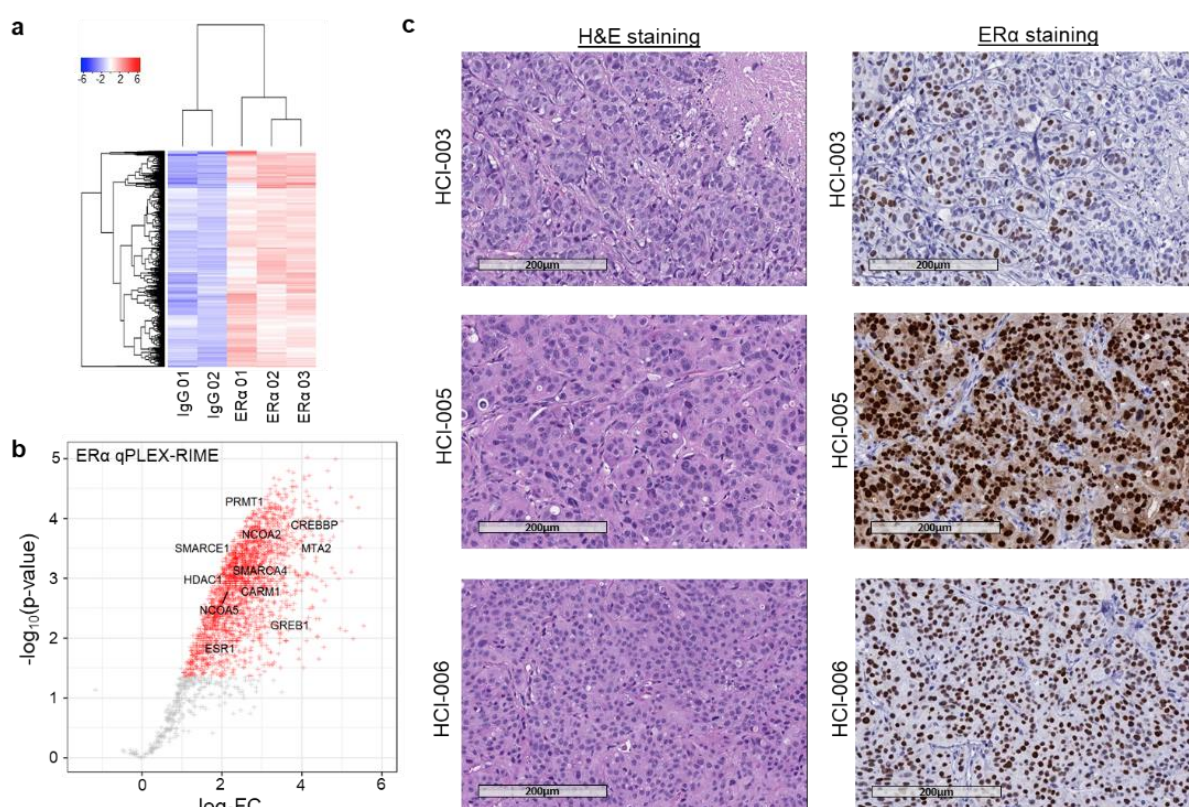 a
-6 -2 2 6
IgG 01
IgG 02
ERα 01
ERα 02
ERα 03
b
ERα qPLEX-RIME
-log10(p-value)
5
4
3
2
1
0
PRMT1
CREBBP
NCOA2
SMARCE1
MTA2
SMARCA4
HDAC1
CARM1
NCOA5
GREB1
ESR1
0 2 4 6
c
H&E staining
ERα staining
HCI-003
200µm
HCI-003
200µm
HCI-005
200µm
HCI-005
200µm
HCI-006
200µm
HCI-006
200µm